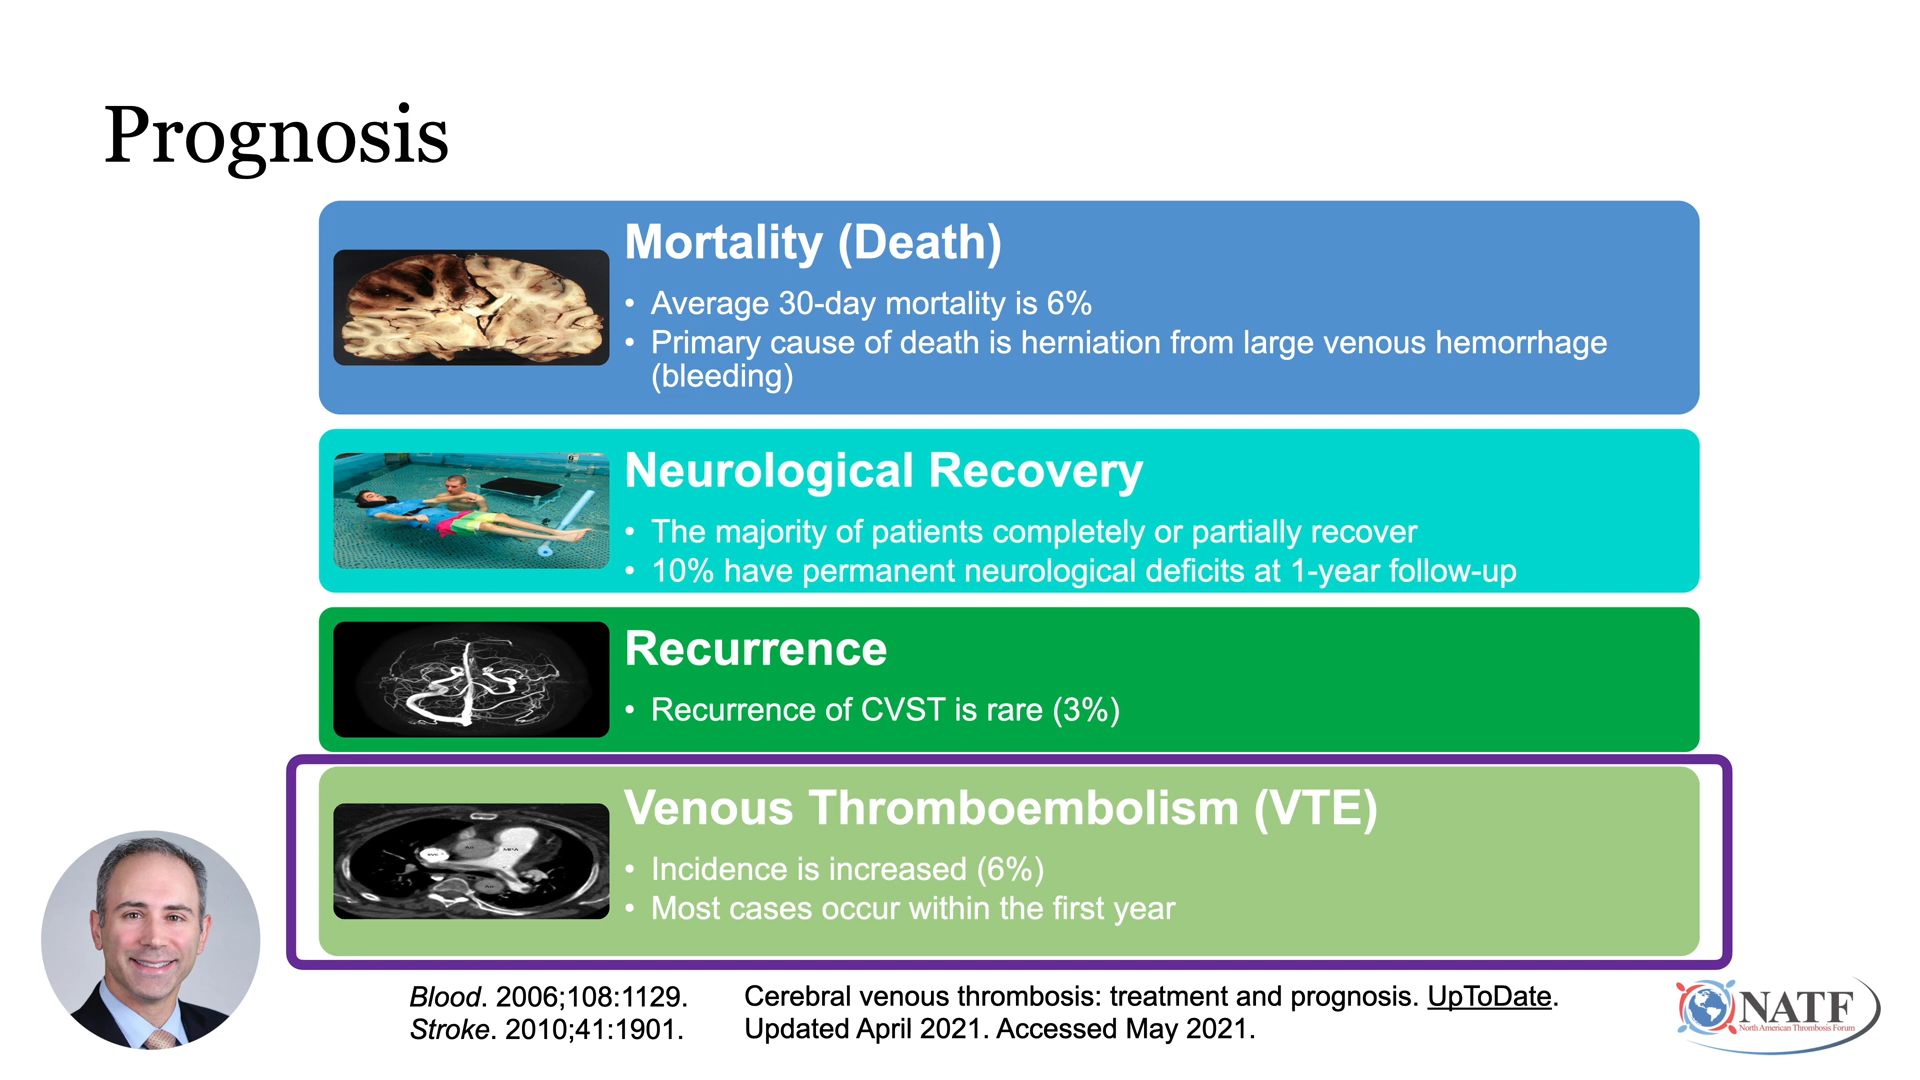 Prognosis
Mortality (Death)
• Average 30-day mortality is 6%
• Primary cause of death is herniation from large venous hemorrhage
(bleeding)
Neurological Recovery
• The majority of patients completely or partially recover
• 10% have permanent neurological deficits at 1-year follow-up
Recurrence
• Recurrence of CVST is rare (3%)
Venous Thromboembolism (VTE)
• Incidence is increased (6%)
• Most cases occur within the first year
MPA
Blood. 2006;108:1129.
Stroke. 2010;41:1901.
Cerebral venous thrombosis: treatment and prognosis. UpToDate.
Updated April 2021. Accessed May 2021.
NATF
North American Thrombosis Forum